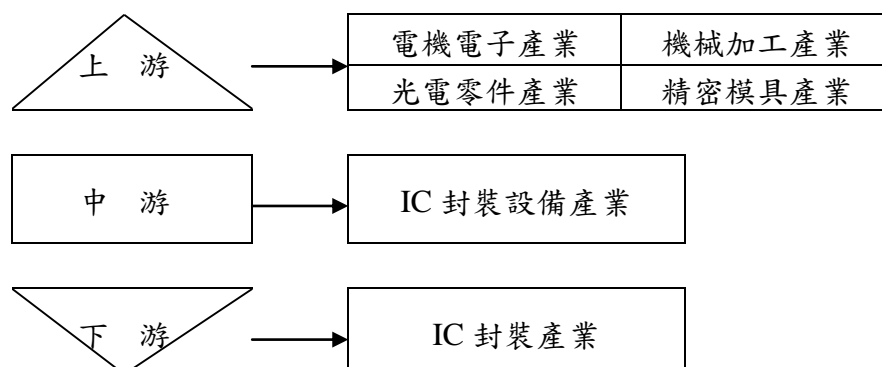 上 游
電機電子產業 機械加工產業
光電零件產業 精密模具產業
中 游
IC 封裝設備產業
下 游
IC 封裝產業